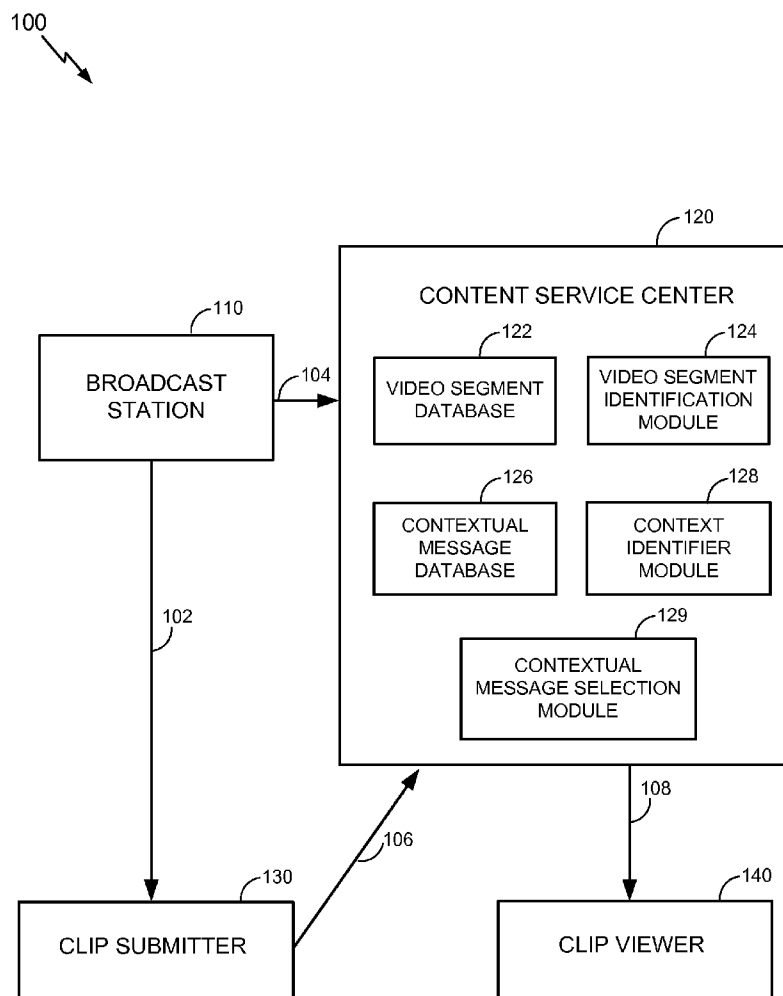 100
120
CONTENT SERVICE CENTER
110
BROADCAST
STATION
104
122
VIDEO SEGMENT
DATABASE
124
VIDEO SEGMENT
IDENTIFICATION
MODULE
126
CONTEXTUAL
MESSAGE
DATABASE
128
CONTEXT
IDENTIFIER
MODULE
102
129
CONTEXTUAL
MESSAGE SELECTION
MODULE
108
106
130
CLIP SUBMITTER
140
CLIP VIEWER